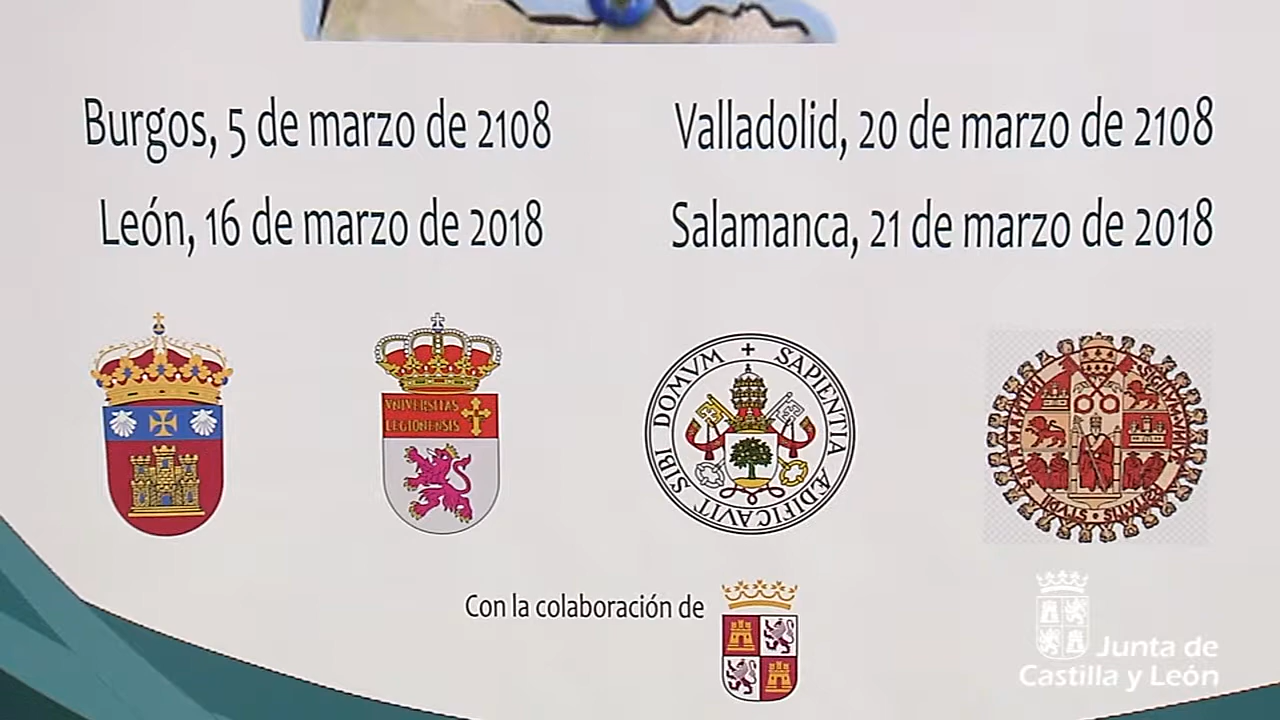 Burgos, 5 de marzo de 2108
Valladolid, 20 de marzo de 2108
León, 16 de marzo de 2018
Salamanca, 21 de marzo de 2018
VNIVERSITAS
LEGIONENSIS
SIBI DOMVM + SAPIENTIA ÆDIFICAVIT
Con la colaboración de
Junta de
Castilla y León